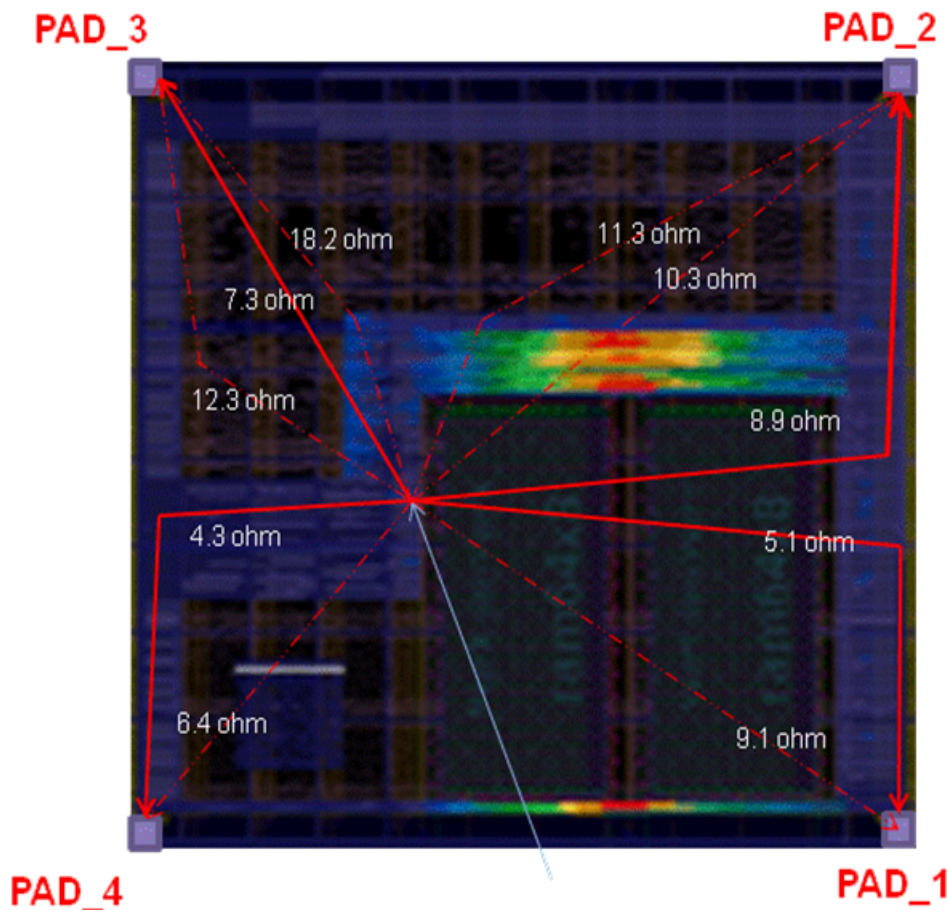 PAD_3
PAD_2
18.2 ohm
11.3 ohm
10.3 ohm
7.3 ohm
12.3 ohm
8.9 ohm
4.3 ohm
5.1 ohm
6.4 ohm
9.1 ohm
PAD_4
PAD_1